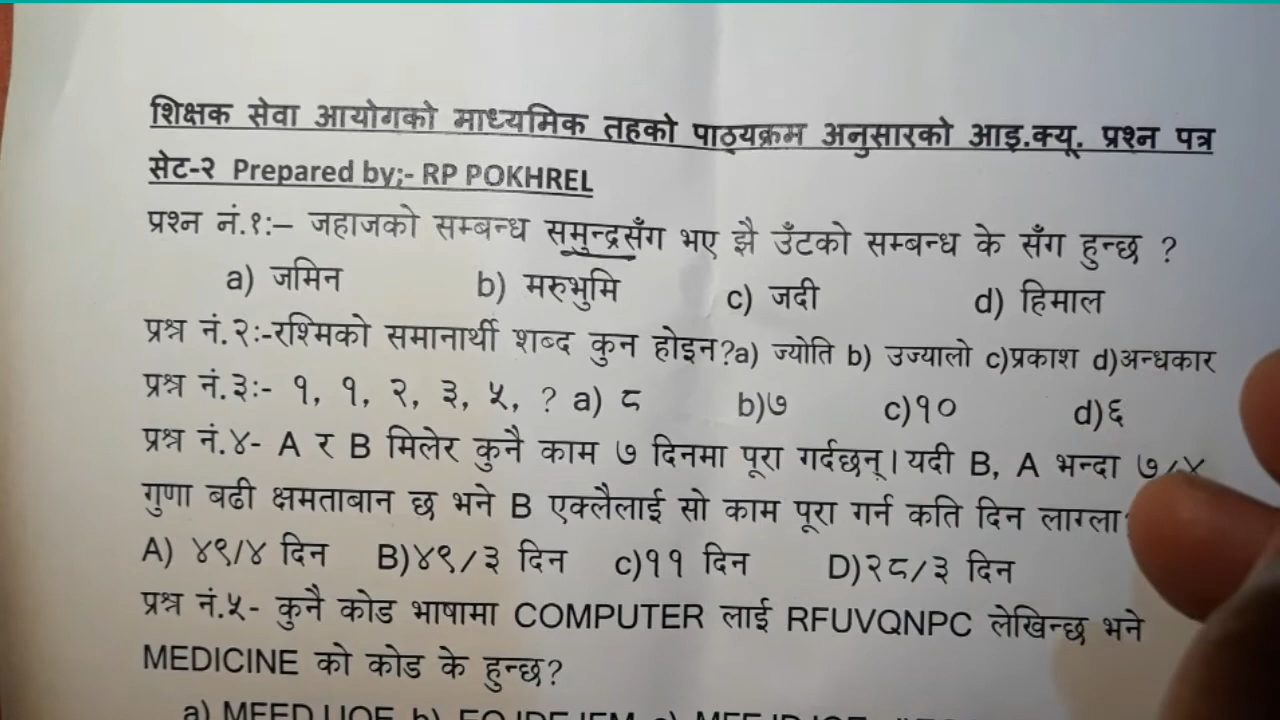 शिक्षक सेवा आयोगको माध्यमिक तहको पाठ्यक्रम अनुसारको आइ.क्यू. प्रश्न पत्र
सेट-२ Prepared by;- RP POKHREL
प्रश्न नं.१:– जहाजको सम्बन्ध समुन्द्रसँग भए झै उँटको सम्बन्ध के सँग हुन्छ ?
a) जमिन b) मरुभुमि c) जदी d) हिमाल
प्रश्न नं.२:-रश्मिको समानार्थी शब्द कुन होइन?a) ज्योति b) उज्यालो c)प्रकाश d)अन्धकार
प्रश्न नं.३:- १, १, २, ३, ५, ? a) ८ b)७ c)१० d)६
प्रश्न नं.४- A र B मिलेर कुनै काम ७ दिनमा पूरा गर्दछन्।यदी B, A भन्दा ७/४
गुणा बढी क्षमताबान छ भने B एक्लैलाई सो काम पूरा गर्न कति दिन लाग्ला
A) ४९/४ दिन B)४९/३ दिन c)११ दिन D)२८/३ दिन
प्रश्न नं.५- कुनै कोड भाषामा COMPUTER लाई RFUVQNPC लेखिन्छ भने
MEDICINE को कोड के हुन्छ?